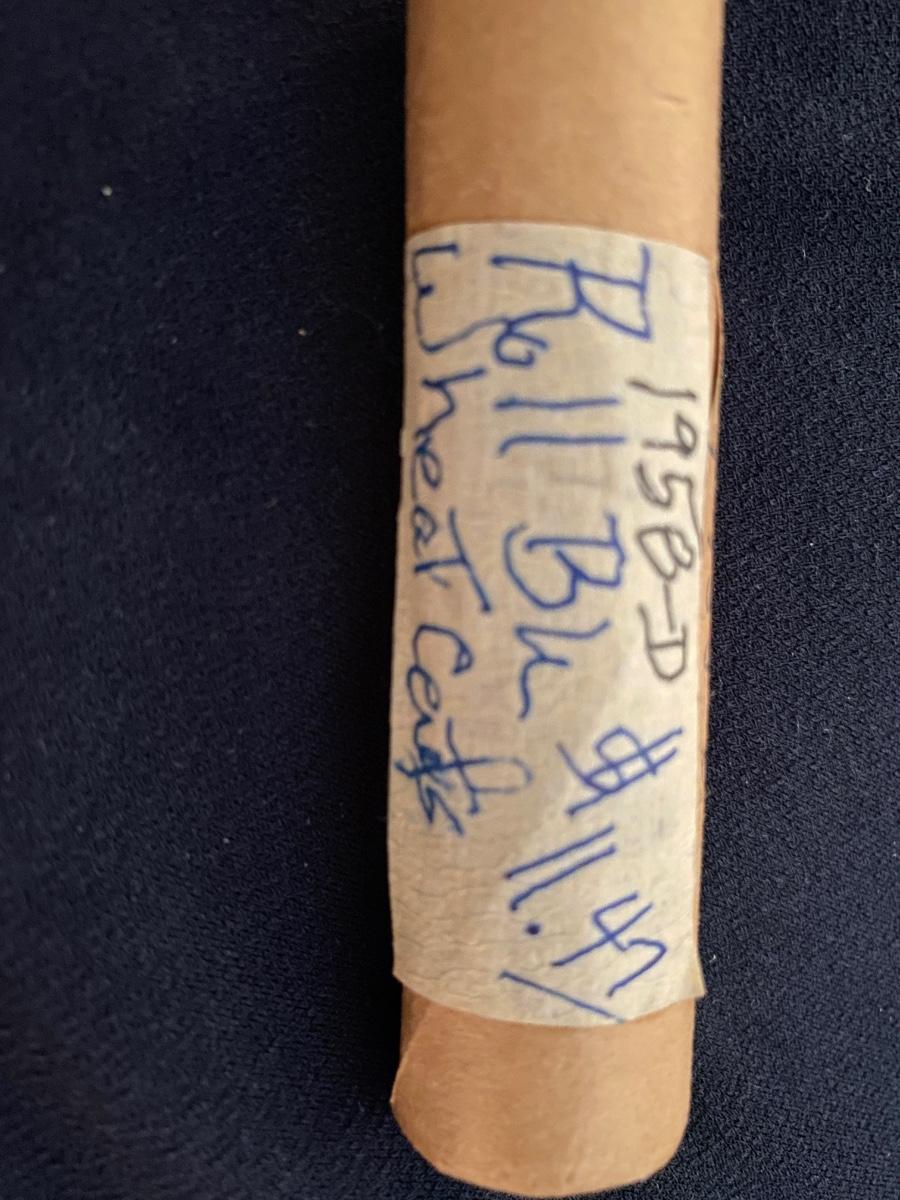 1958-D
Roll BU $11.47
Wheat Cents